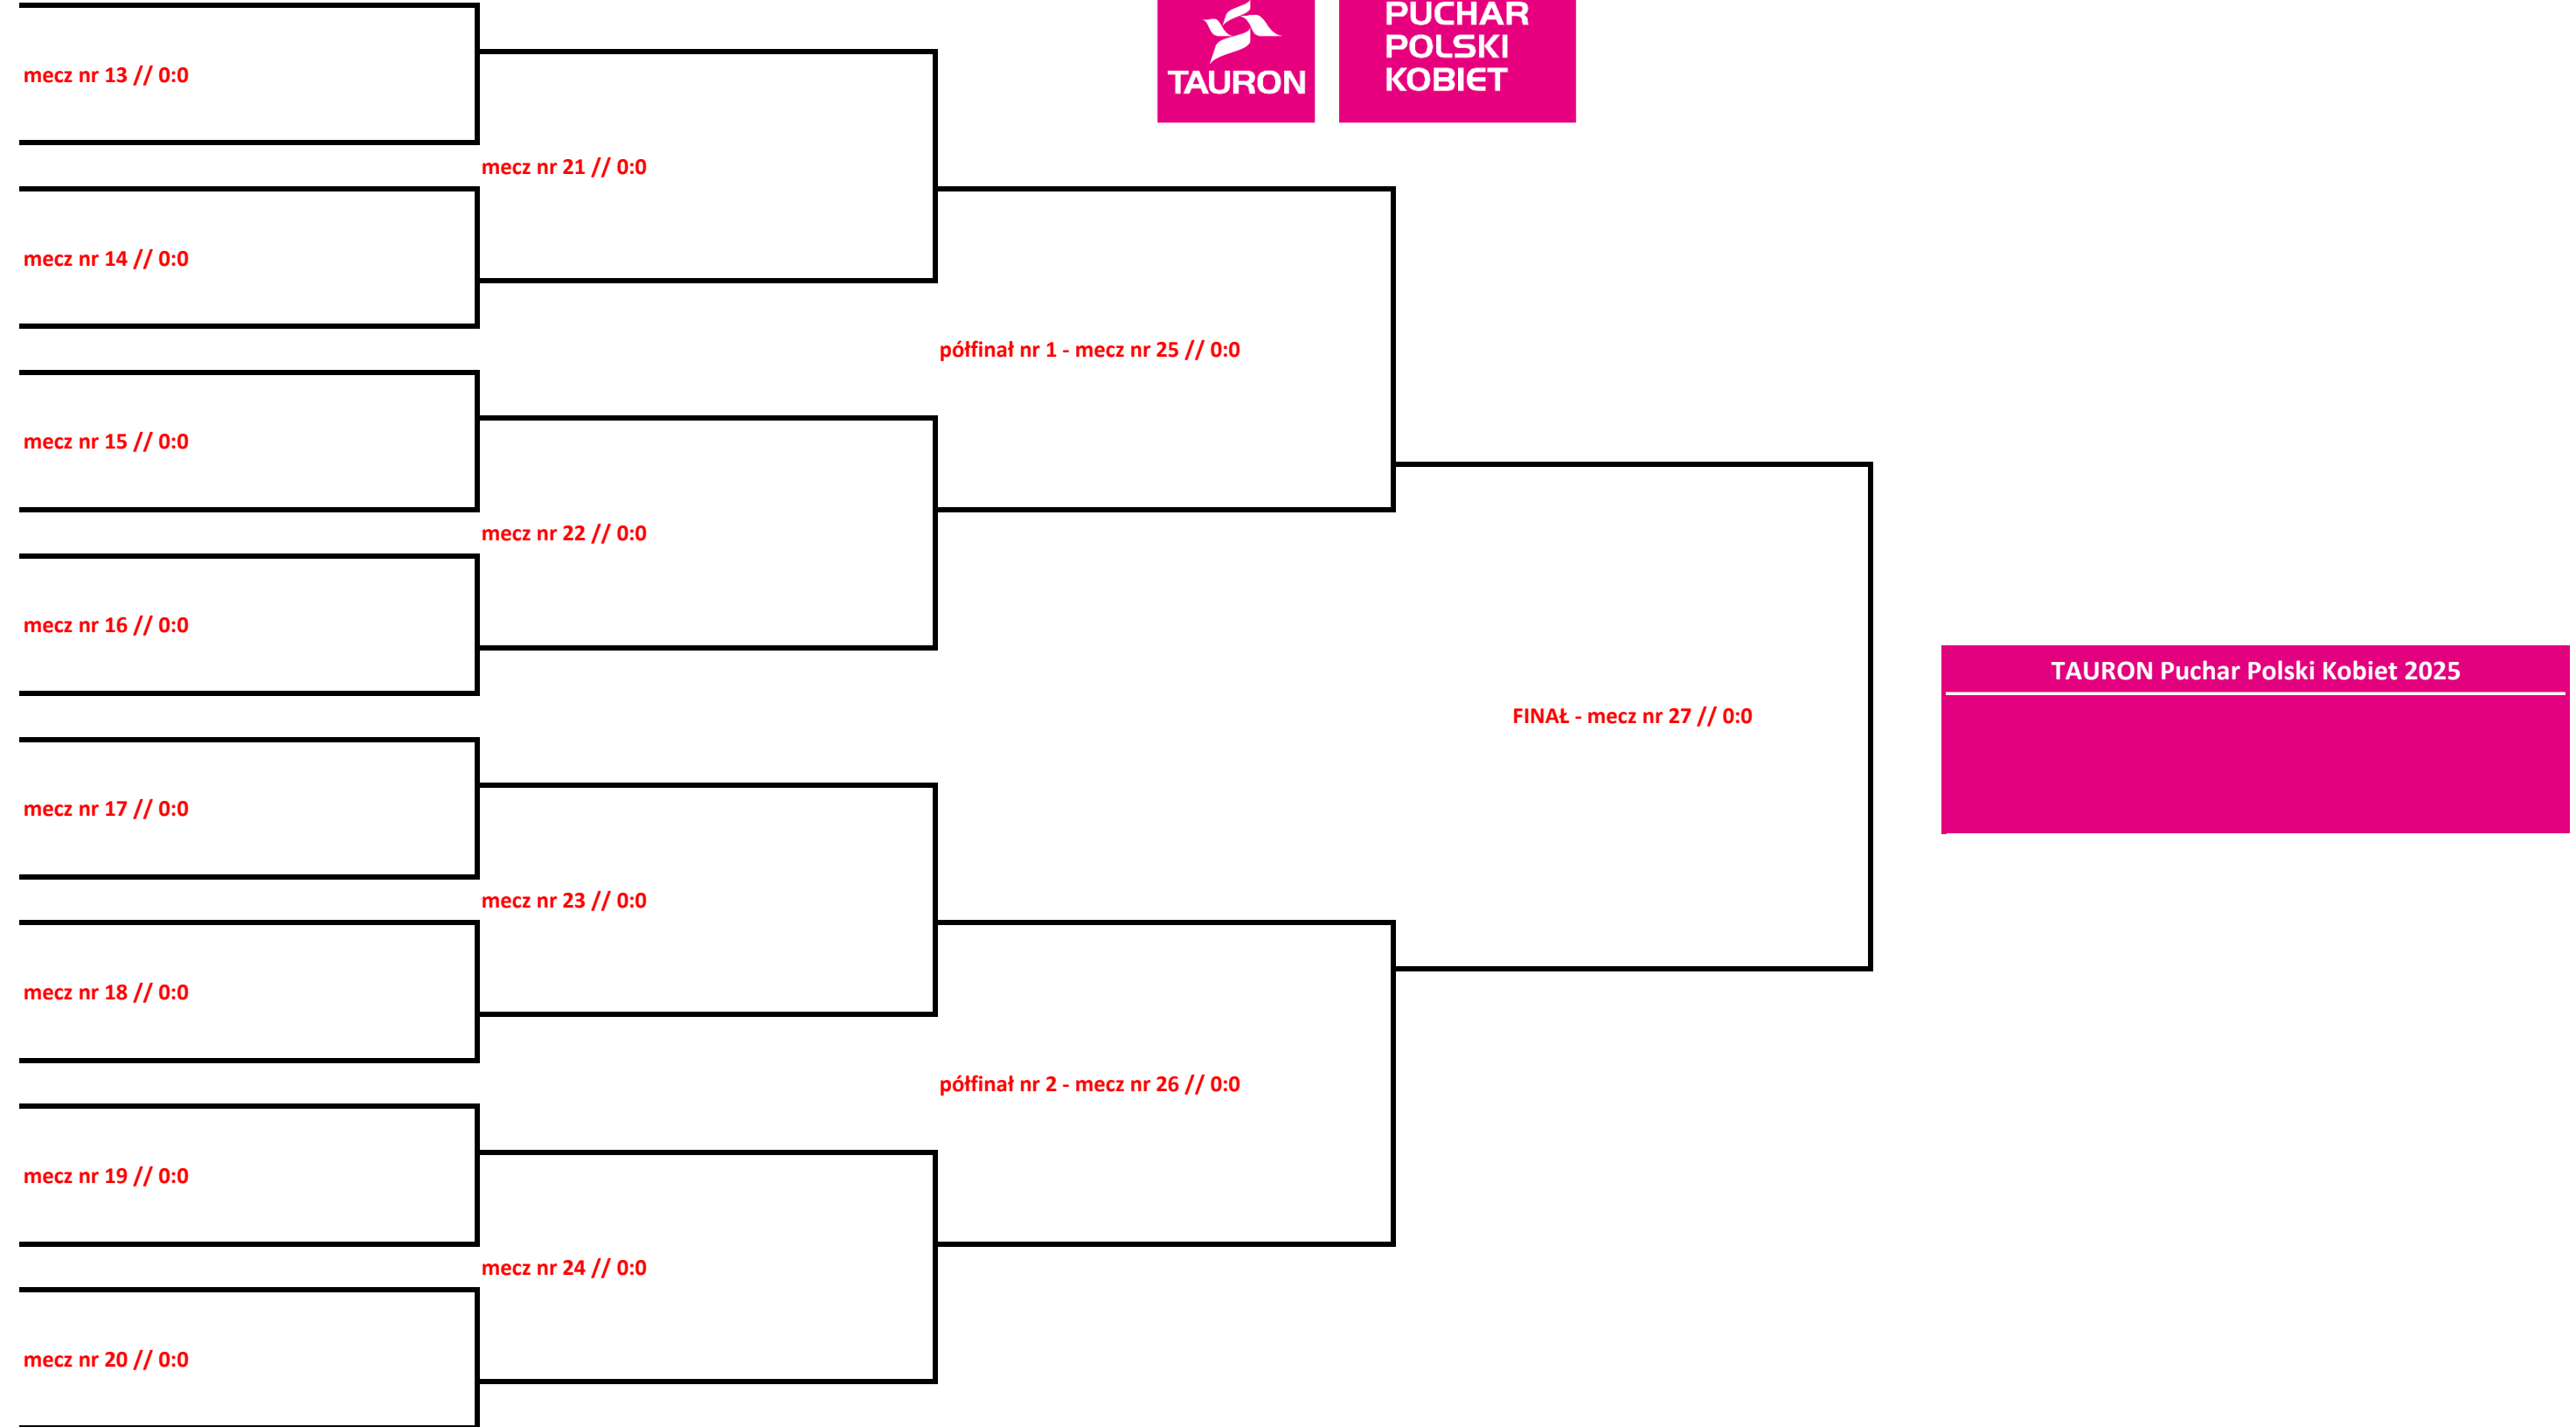 TAURON
PUCHAR
POLSKI
KOBIET
mecz nr 13 // 0:0
mecz nr 21 // 0:0
mecz nr 14 // 0:0
półfinał nr 1 - mecz nr 25 // 0:0
mecz nr 15 // 0:0
mecz nr 22 // 0:0
mecz nr 16 // 0:0
TAURON Puchar Polski Kobiet 2025
FINAŁ - mecz nr 27 // 0:0
mecz nr 17 // 0:0
mecz nr 23 // 0:0
mecz nr 18 // 0:0
półfinał nr 2 - mecz nr 26 // 0:0
mecz nr 19 // 0:0
mecz nr 24 // 0:0
mecz nr 20 // 0:0